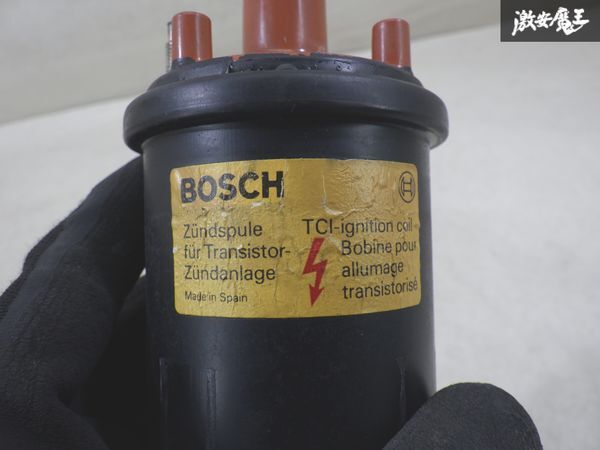 激安魔王
BOSCH
Zündspule
für Transistor-
Zündanlage
Made in Spain
TCI-ignition coil
Bobine pour
allumage
transistorisé